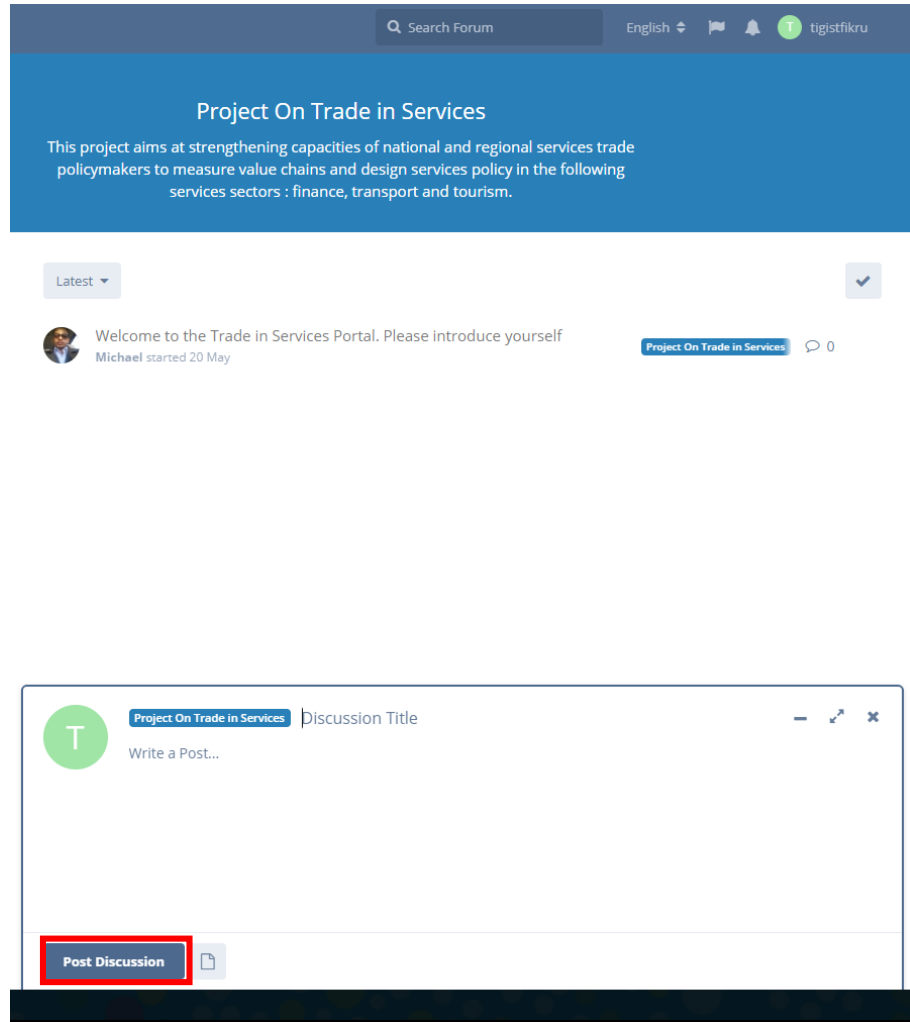 Search Forum English T tigistfikru
Project On Trade in Services
This project aims at strengthening capacities of national and regional services trade
policymakers to measure value chains and design services policy in the following
services sectors : finance, transport and tourism.
Latest
Welcome to the Trade in Services Portal. Please introduce yourself
Michael started 20 May
Project On Trade in Services 0
T
Project On Trade in Services Discussion Title
Write a Post...
Post Discussion